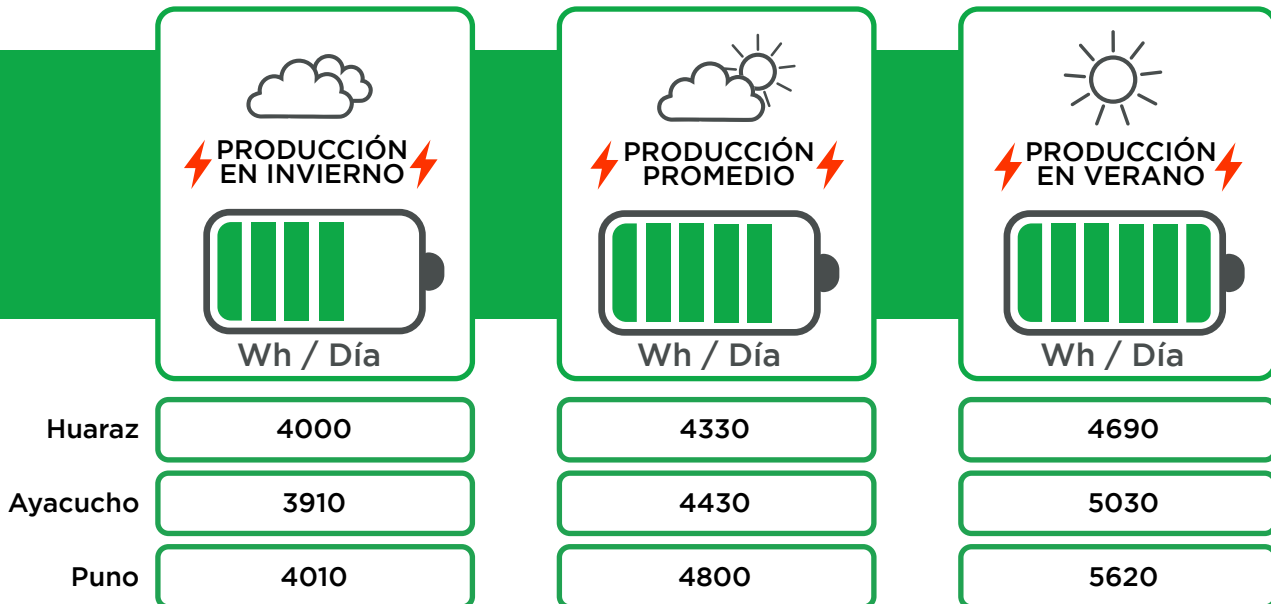 PRODUCCIÓN
EN INVIERNO
PRODUCCIÓN
PROMEDIO
PRODUCCIÓN
EN VERANO
Wh / Día
Wh / Día
Wh / Día
Huaraz 4000 4330 4690
Ayacucho 3910 4430 5030
Puno 4010 4800 5620